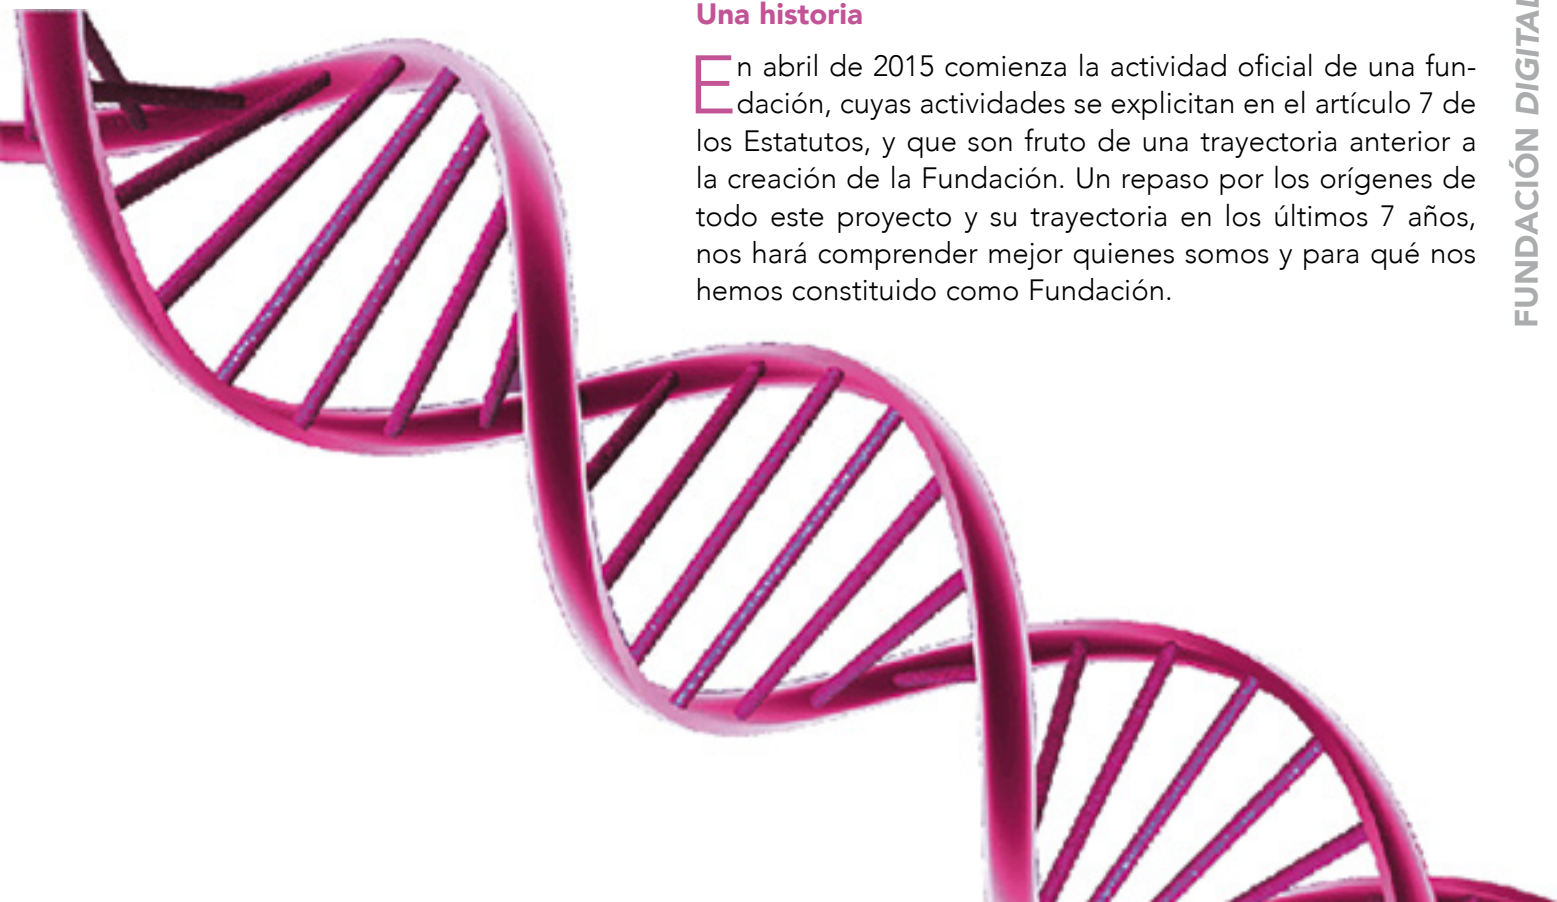 Una historia
En abril de 2015 comienza la actividad oficial de una fun-
dación, cuyas actividades se explicitan en el artículo 7 de
los Estatutos, y que son fruto de una trayectoria anterior a
la creación de la Fundación. Un repaso por los orígenes de
todo este proyecto y su trayectoria en los últimos 7 años,
nos hará comprender mejor quienes somos y para qué nos
hemos constituido como Fundación.
FUNDACIÓN DIGITAL